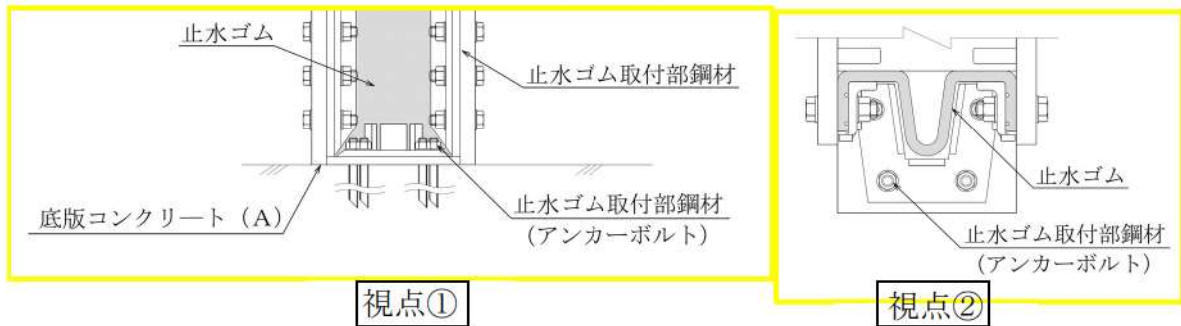 止水ゴム
止水ゴム取付部鋼材
底版コンクリート（A）
止水ゴム取付部鋼材
（アンカーボルト）
視点①
止水ゴム
止水ゴム取付部鋼材
（アンカーボルト）
視点②